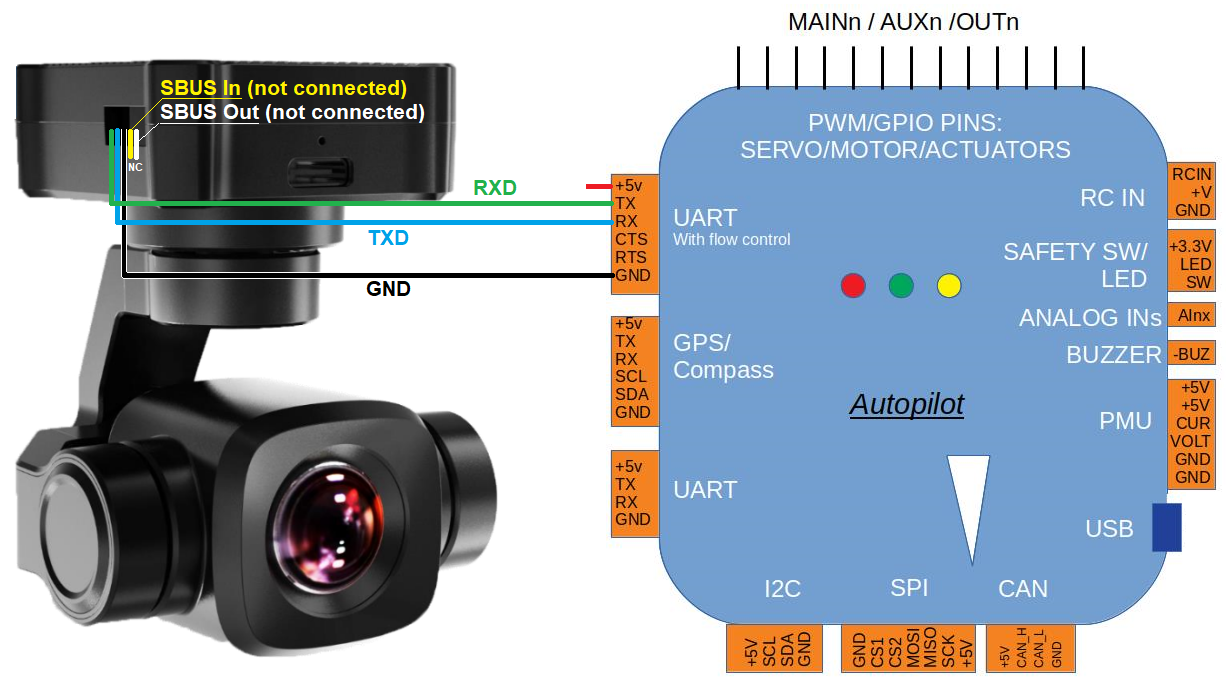 MAINn / AUXn /OUTn
SBUS In (not connected)
SBUS Out (not connected)
NC
RXD
TXD
GND
PWM/GPIO PINS:
SERVO/MOTOR/ACTUATORS
+5v
TX
RX
CTS
RTS
GND
UART
With flow control
+5v
TX
RX
SCL
SDA
GND
GPS/
Compass
+5v
TX
RX
GND
UART
Autopilot
RC IN
RCIN
+V
GND
SAFETY SW/
LED
+3.3V
LED
SW
ANALOG INs
AInx
BUZZER
-BUZ
PMU
+5V
+5V
CUR
VOLT
GND
GND
USB
I2C
+5V
SCL
SDA
GND
SPI
GND
CS1
CS2
MOSI
MISO
SCK
+5V
CAN
+5V
CAN_H
CAN_L
GND